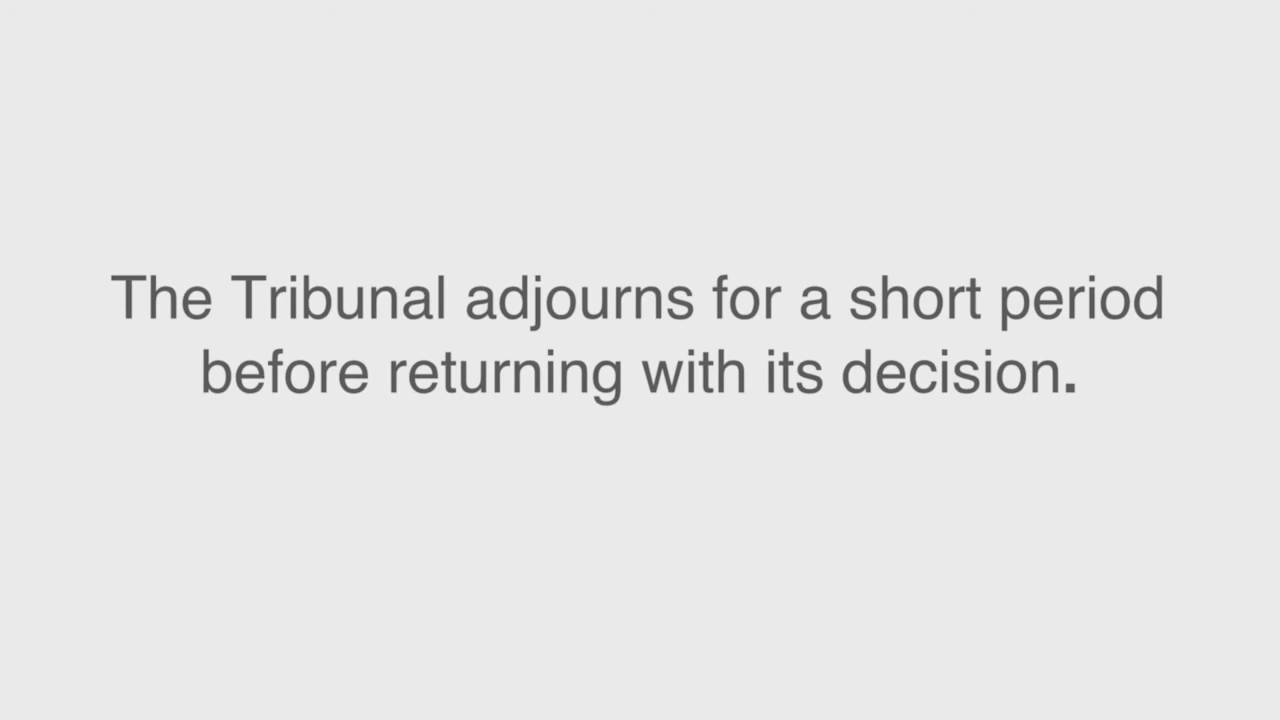 The Tribunal adjourns for a short period
before returning with its decision.